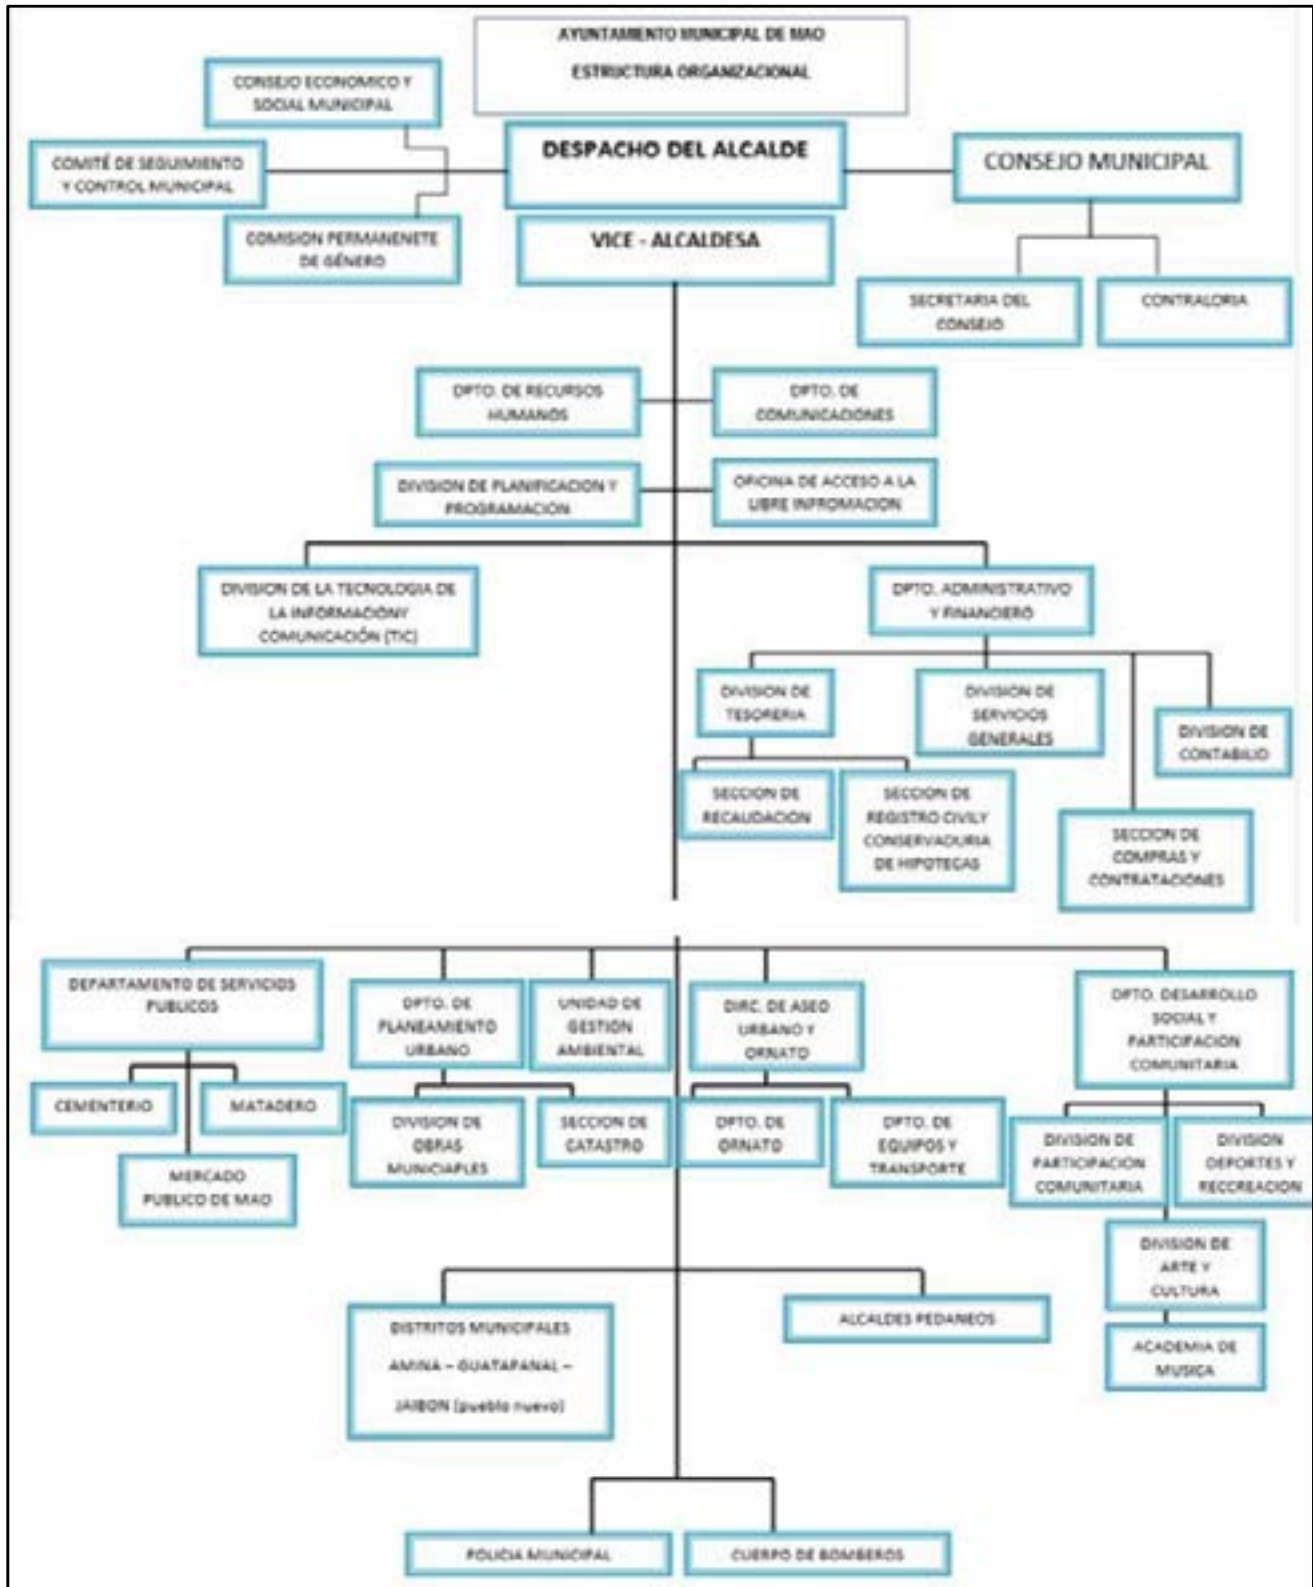 AYUNTAMIENTO MUNICIPAL DE MAO
ESTRUCTURA ORGANIZACIONAL
CONSEJO ECONOMICO Y
SOCIAL MUNICIPAL
DESPACHO DEL ALCALDE
COMITÉ DE SEGUIMIENTO
Y CONTROL MUNICIPAL
CONSEJO MUNICIPAL
COMISION PERMANENETE
DE GÉNERO
VICE - ALCALDESA
SECRETARIA DEL
CONSEJO
CONTRALORIA
DPTO. DE RECURSOS
HUMANOS
DPTO. DE
COMUNICACIONES
DIVISION DE PLANIFICACION Y
PROGRAMACION
OFICINA DE ACCESO A LA
LIBRE INFROMACION
DIVISION DE LA TECNOLOGIA DE
LA INFORMACIONY
COMUNICACIÓN (TIC)
DPTO. ADMINISTRATIVO
Y FINANCIERO
DIVISION DE
TESORERIA
DIVISION DE
SERVICIOS
GENERALES
DIVISION DE
CONTABILID
SECCION DE
RECAUDACION
SECCION DE
REGISTRO CIVILY
CONSERVADURIA
DE HIPOTECAS
SECCION DE
COMPRAS Y
CONTRATACIONES
DEPARTAMENTO DE SERVICIOS
PUBLICOS
DPTO. DE
PLANEAMIENTO
URBANO
UNIDAD DE
GESTION
AMBIENTAL
DIRC. DE ASEO
URBANO Y
ORNATO
DPTO. DESARROLLO
SOCIAL Y
PARTICIPACION
COMUNITARIA
CEMENTERIO
MATADERO
MERCADO
PUBLICO DE MAO
DIVISION DE
OBRAS
MUNICIAPLES
SECCION DE
CATASTRO
DPTO. DE
ORNATO
DPTO. DE
EQUIPOS Y
TRANSPORTE
DIVISION DE
PARTICIPACION
COMUNITARIA
DIVISION
DEPORTES Y
RECCREACION
DIVISION DE
ARTE Y
CULTURA
ACADEMIA DE
MUSICA
DISTRITOS MUNICIPALES
AMINA – GUATAPANAL –
JAIBON (pueblo nuevo)
ALCALDES PEDANEOS
POLICIA MUNICIPAL
CUERPO DE BOMBEROS